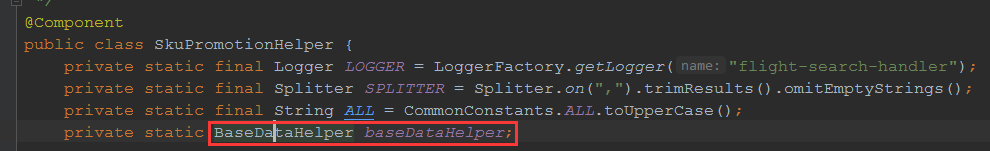 */
@Component
public class SkuPromotionHelper {
private static final Logger LOGGER = LoggerFactory.getLogger( name: "flight-search-handler");
private static final Splitter SPLITTER = Splitter.on(",").trimResults().omitEmptyStrings();
private static final String ALL = CommonConstants.ALL.toUpperCase();
private static BaseDataHelper baseDataHelper;